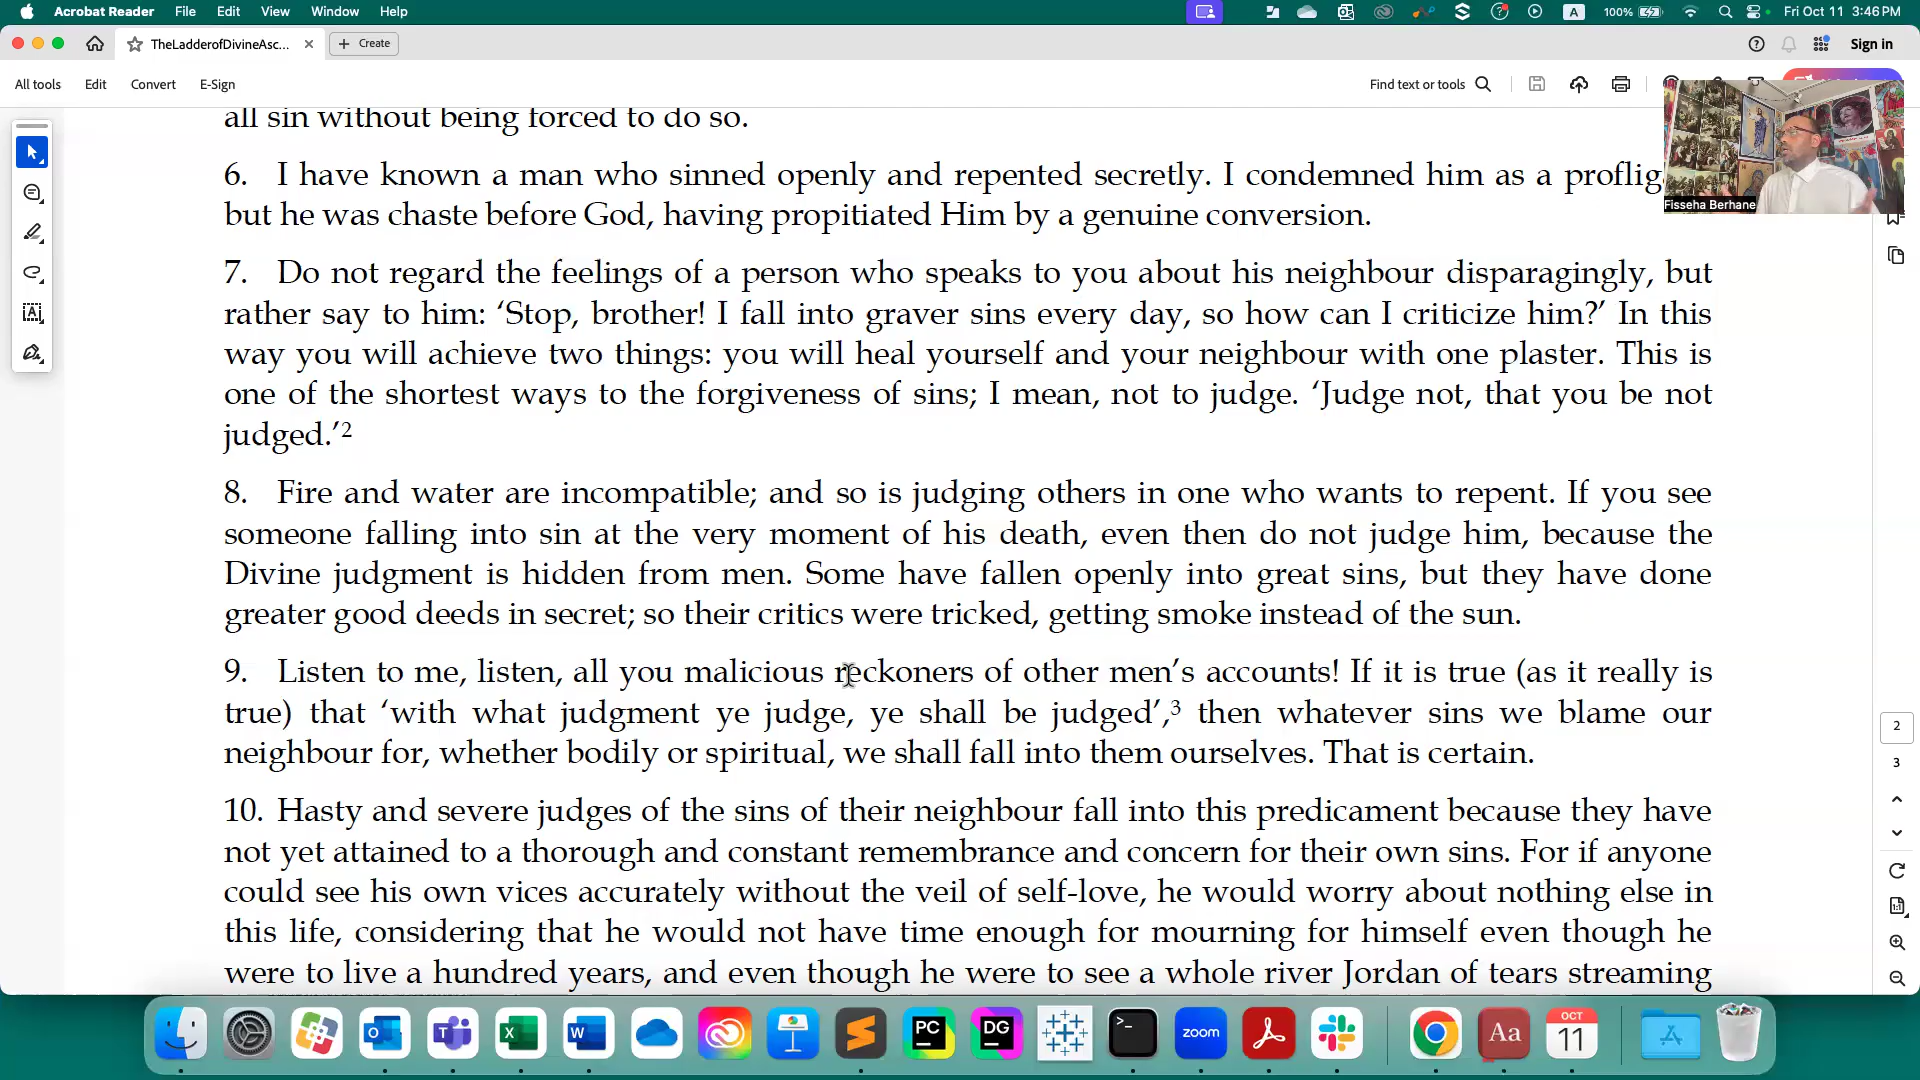 Acrobat Reader File Edit View Window Help
100% Fri Oct 11 3:46 PM
TheLadderofDivineAsc... Create
Sign in
All tools Edit Convert E-Sign
Find text or tools
all sin without being forced to do so.
6. I have known a man who sinned openly and repented secretly. I condemned him as a proflig
but he was chaste before God, having propitiated Him by a genuine conversion.
Fisseha Berhane
7. Do not regard the feelings of a person who speaks to you about his neighbour disparagingly, but
rather say to him: ‘Stop, brother! I fall into graver sins every day, so how can I criticize him?’ In this
way you will achieve two things: you will heal yourself and your neighbour with one plaster. This is
one of the shortest ways to the forgiveness of sins; I mean, not to judge. ‘Judge not, that you be not
judged.’2
8. Fire and water are incompatible; and so is judging others in one who wants to repent. If you see
someone falling into sin at the very moment of his death, even then do not judge him, because the
Divine judgment is hidden from men. Some have fallen openly into great sins, but they have done
greater good deeds in secret; so their critics were tricked, getting smoke instead of the sun.
9. Listen to me, listen, all you malicious reckoners of other men’s accounts! If it is true (as it really is
true) that ‘with what judgment ye judge, ye shall be judged’,3 then whatever sins we blame our
neighbour for, whether bodily or spiritual, we shall fall into them ourselves. That is certain.
2
3
10. Hasty and severe judges of the sins of their neighbour fall into this predicament because they have
not yet attained to a thorough and constant remembrance and concern for their own sins. For if anyone
could see his own vices accurately without the veil of self-love, he would worry about nothing else in
this life, considering that he would not have time enough for mourning for himself even though he
were to live a hundred years, and even though he were to see a whole river Jordan of tears streaming
PC DG zoom Aa
OCT
11